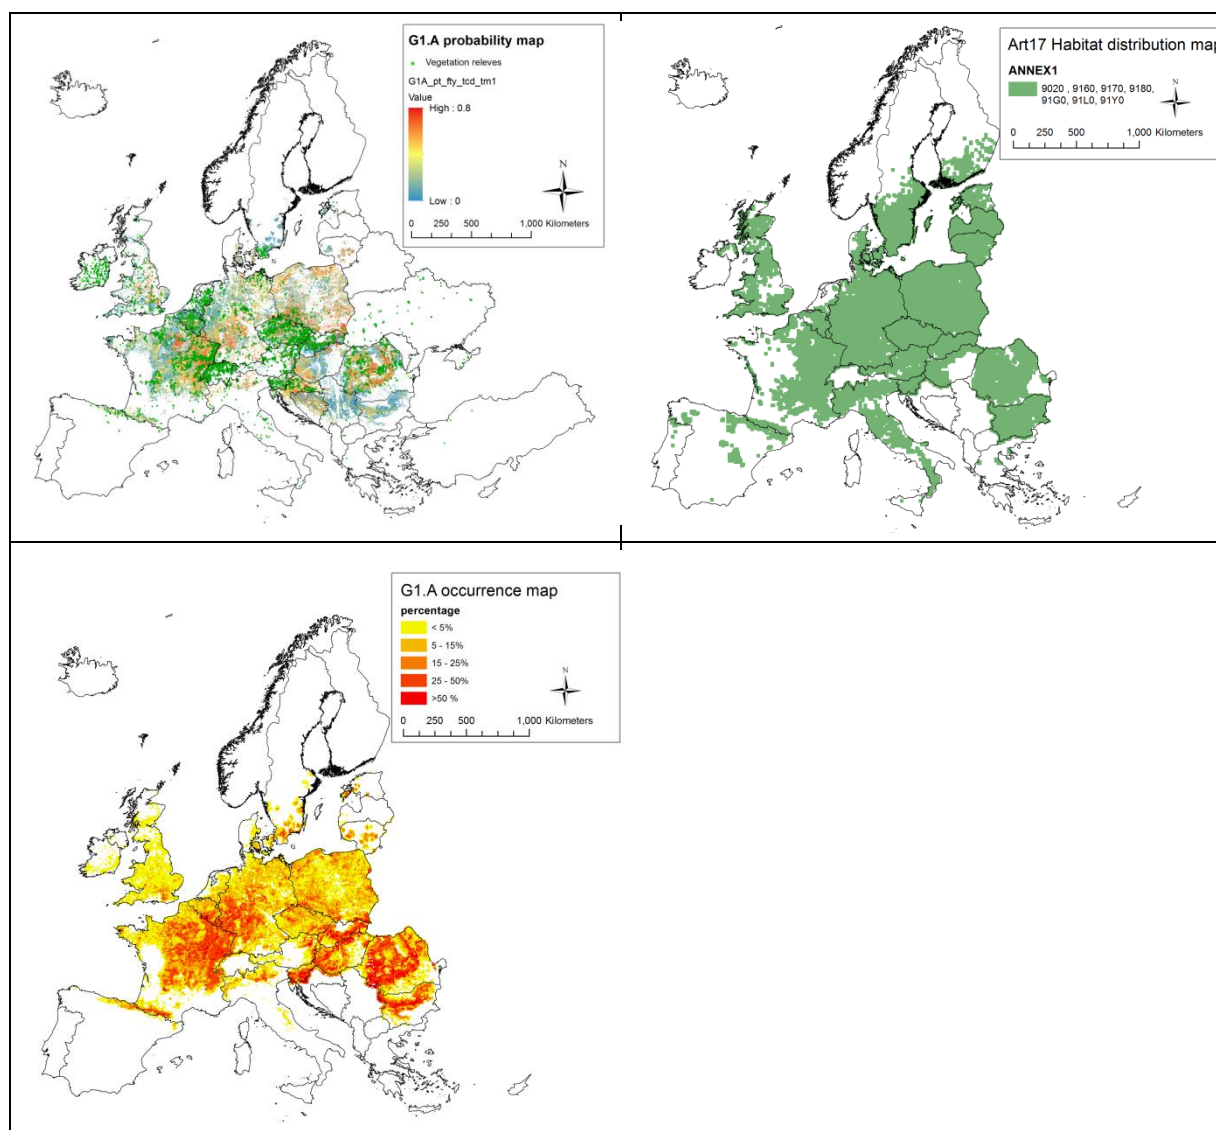 G1.A probability map
Vegetation releves
G1A_pt_fty_tcd_tm1
Value
High : 0.8
Low : 0
N
0 250 500 1,000 Kilometers
Art17 Habitat distribution map
ANNEX1
9020 , 9160, 9170, 9180,
91G0, 91L0, 91Y0
N
0 250 500 1,000 Kilometers
G1.A occurrence map
percentage
< 5%
5 - 15%
15 - 25%
25 - 50%
>50 %
N
0 250 500 1,000 Kilometers